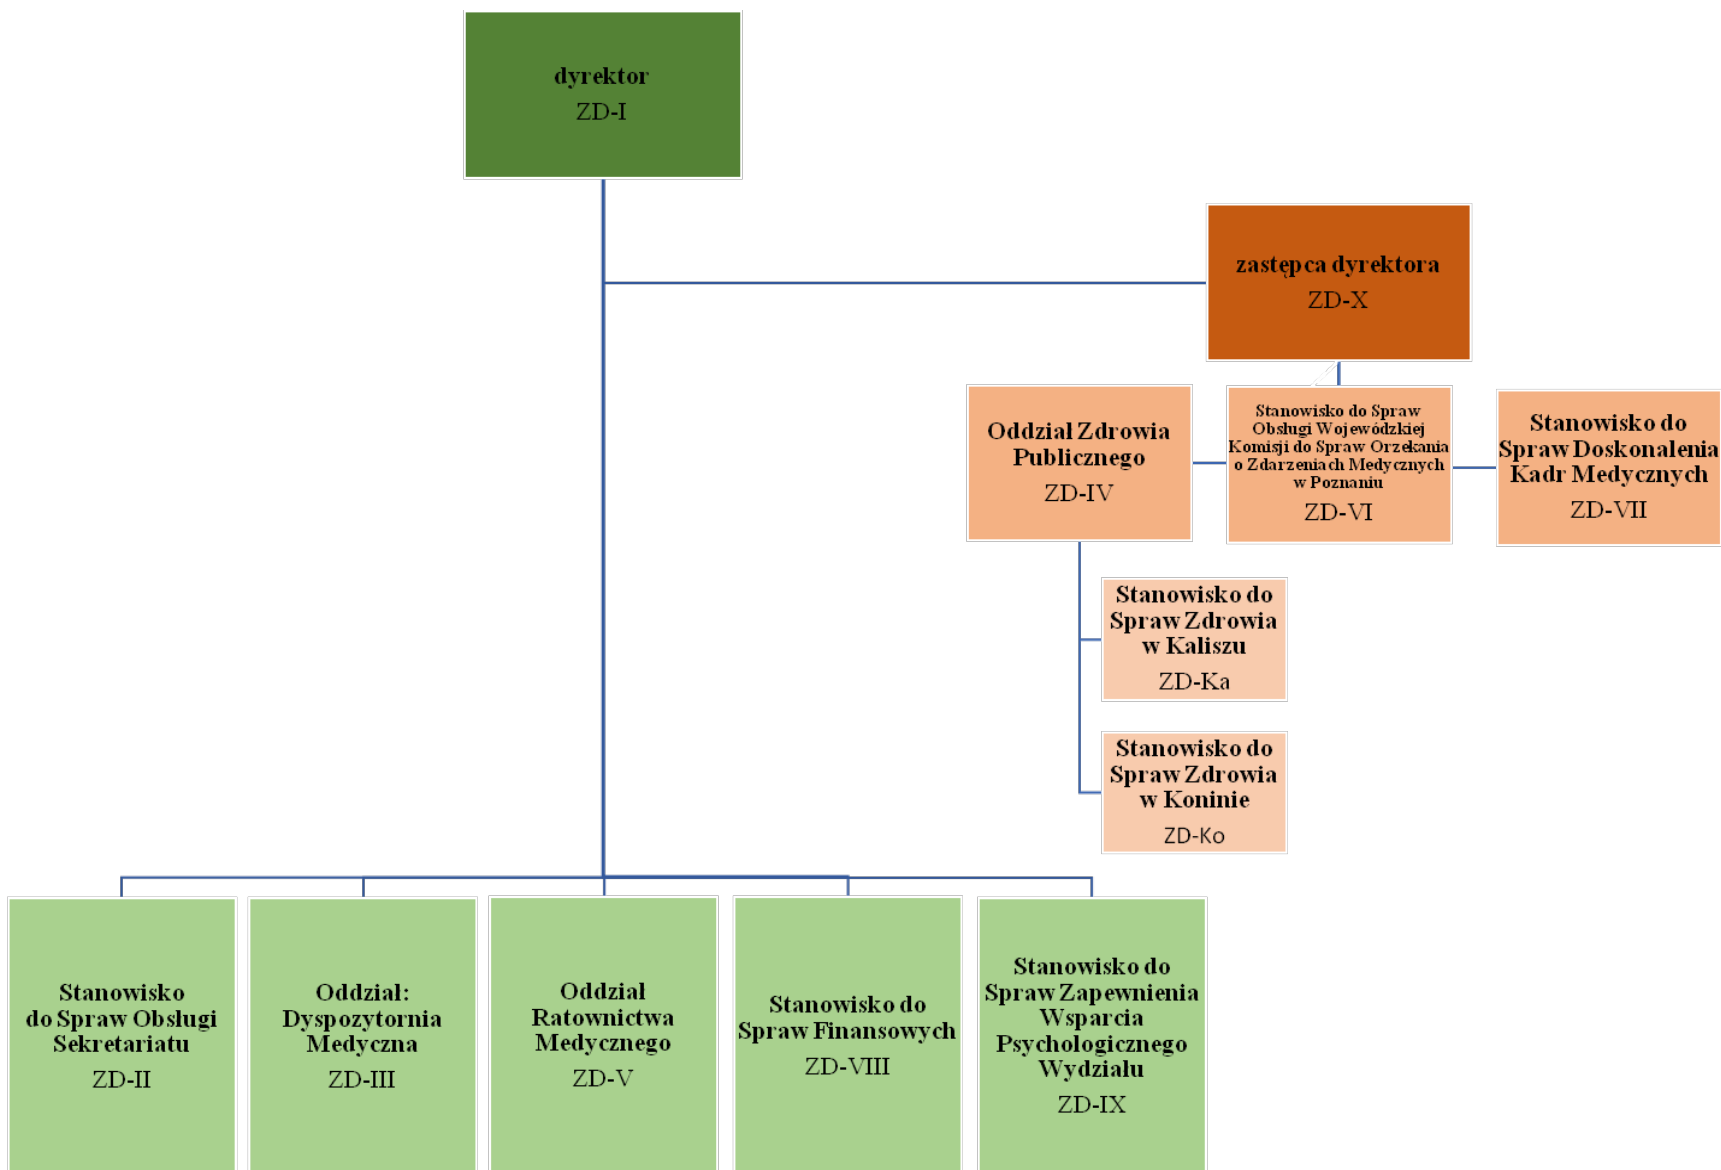 dyrektor
ZD-I
zastępca dyrektora
ZD-X
Oddział Zdrowia
Publicznego
ZD-IV
Stanowisko do Spraw
Obsługi Wojewódzkiej
Komisji do Spraw Orzekania
o Zdarzeniach Medycznych
w Poznaniu
ZD-VI
Stanowisko do
Spraw Doskonalenia
Kadr Medycznych
ZD-VII
Stanowisko do
Spraw Zdrowia
w Kaliszu
ZD-Ka
Stanowisko do
Spraw Zdrowia
w Koninie
ZD-Ko
Stanowisko
do Spraw Obsługi
Sekretariatu
ZD-II
Oddział:
Dyspozytornia
Medyczna
ZD-III
Oddział
Ratownictwa
Medycznego
ZD-V
Stanowisko do
Spraw Finansowych
ZD-VIII
Stanowisko do
Spraw Zapewnienia
Wsparcia
Psychologicznego
Wydziału
ZD-IX